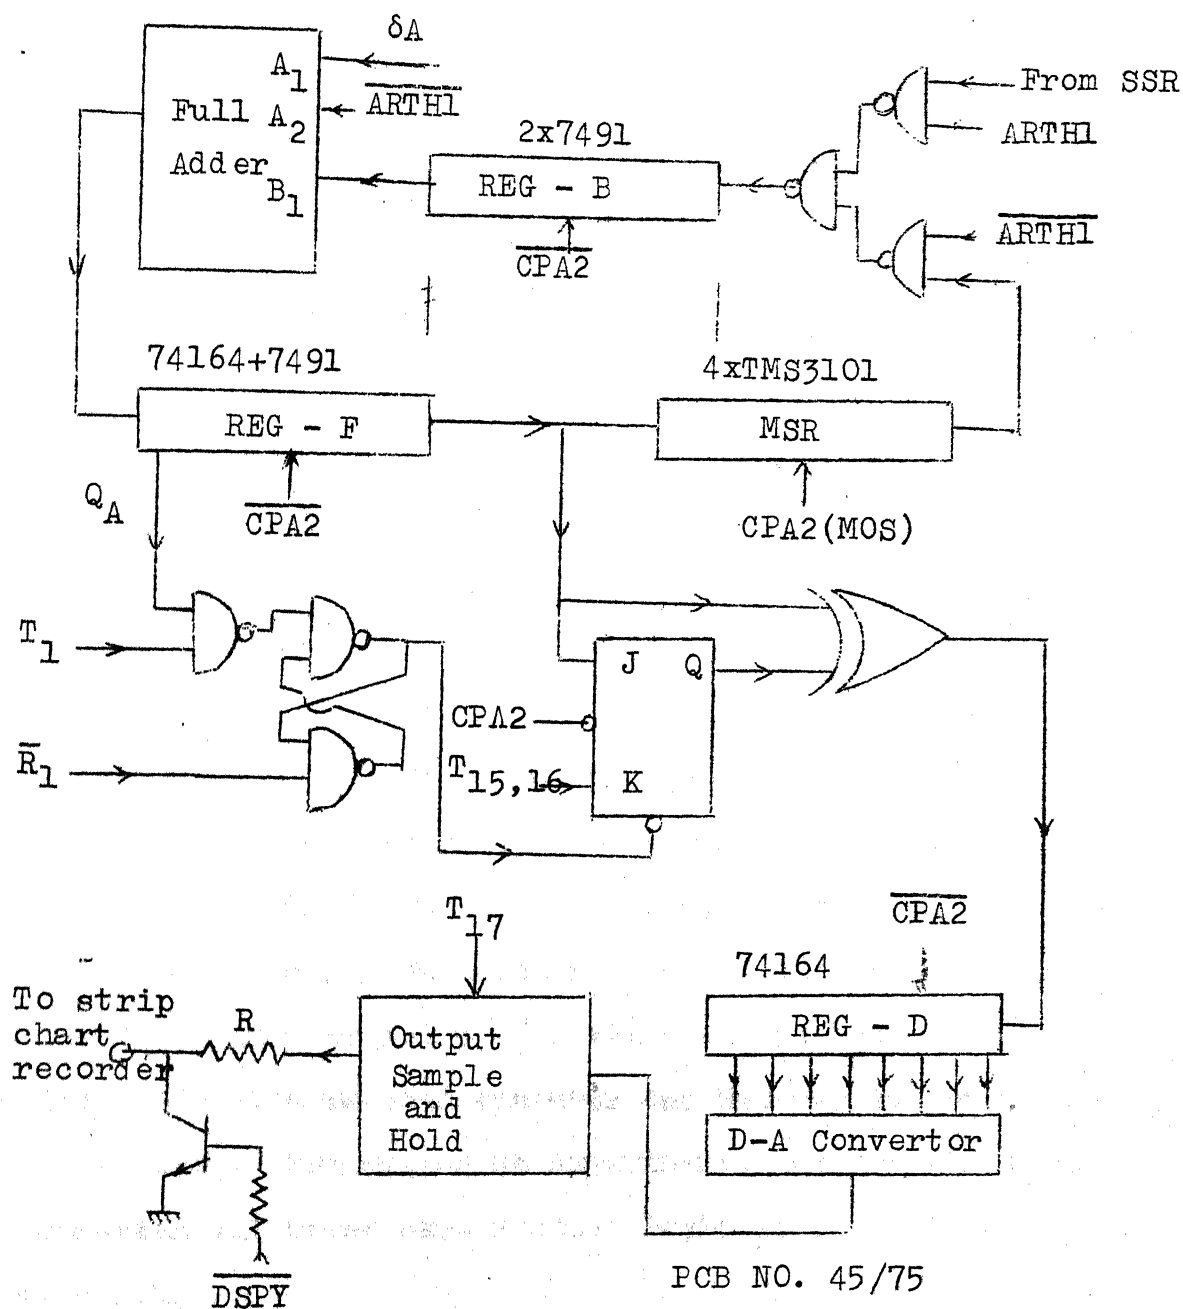 δA
A1
Full A2
Adder
B1
ARTH1
2x7491
REG - B
CPA2
From SSR
ARTH1
ARTH1
74164+7491
REG - F
QA
CPA2
4xTMS3101
MSR
CPA2(MOS)
T1
R1
J Q
CPA2
T15,16
K
T17
CPA2
74164
REG - D
D-A Convertor
To strip
chart
recorder
R
Output
Sample
and
Hold
DSPY
PCB NO. 45/75